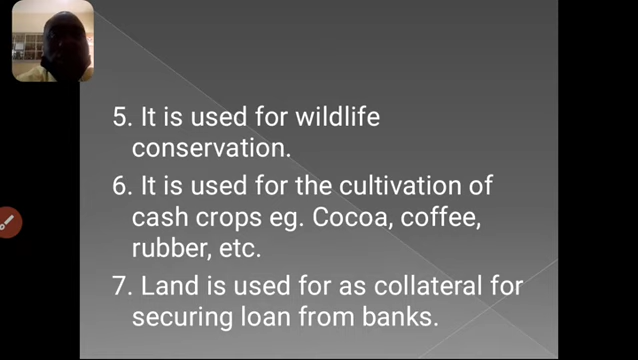 5. It is used for wildlife
conservation.
6. It is used for the cultivation of
cash crops eg. Cocoa, coffee,
rubber, etc.
7. Land is used for as collateral for
securing loan from banks.